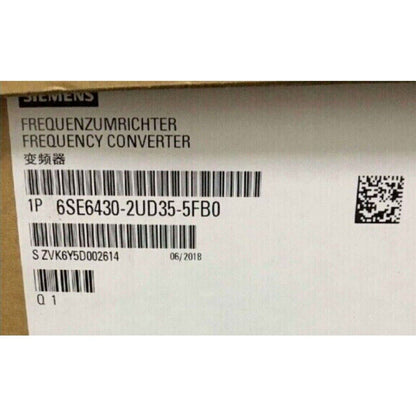 SIEMENS
FREQUENZUMRICHTER
FREQUENCY CONVERTER
变频器
1P 6SE6430-2UD35-5FB0
S ZVK6Y5D002614 06/2018
Q 1